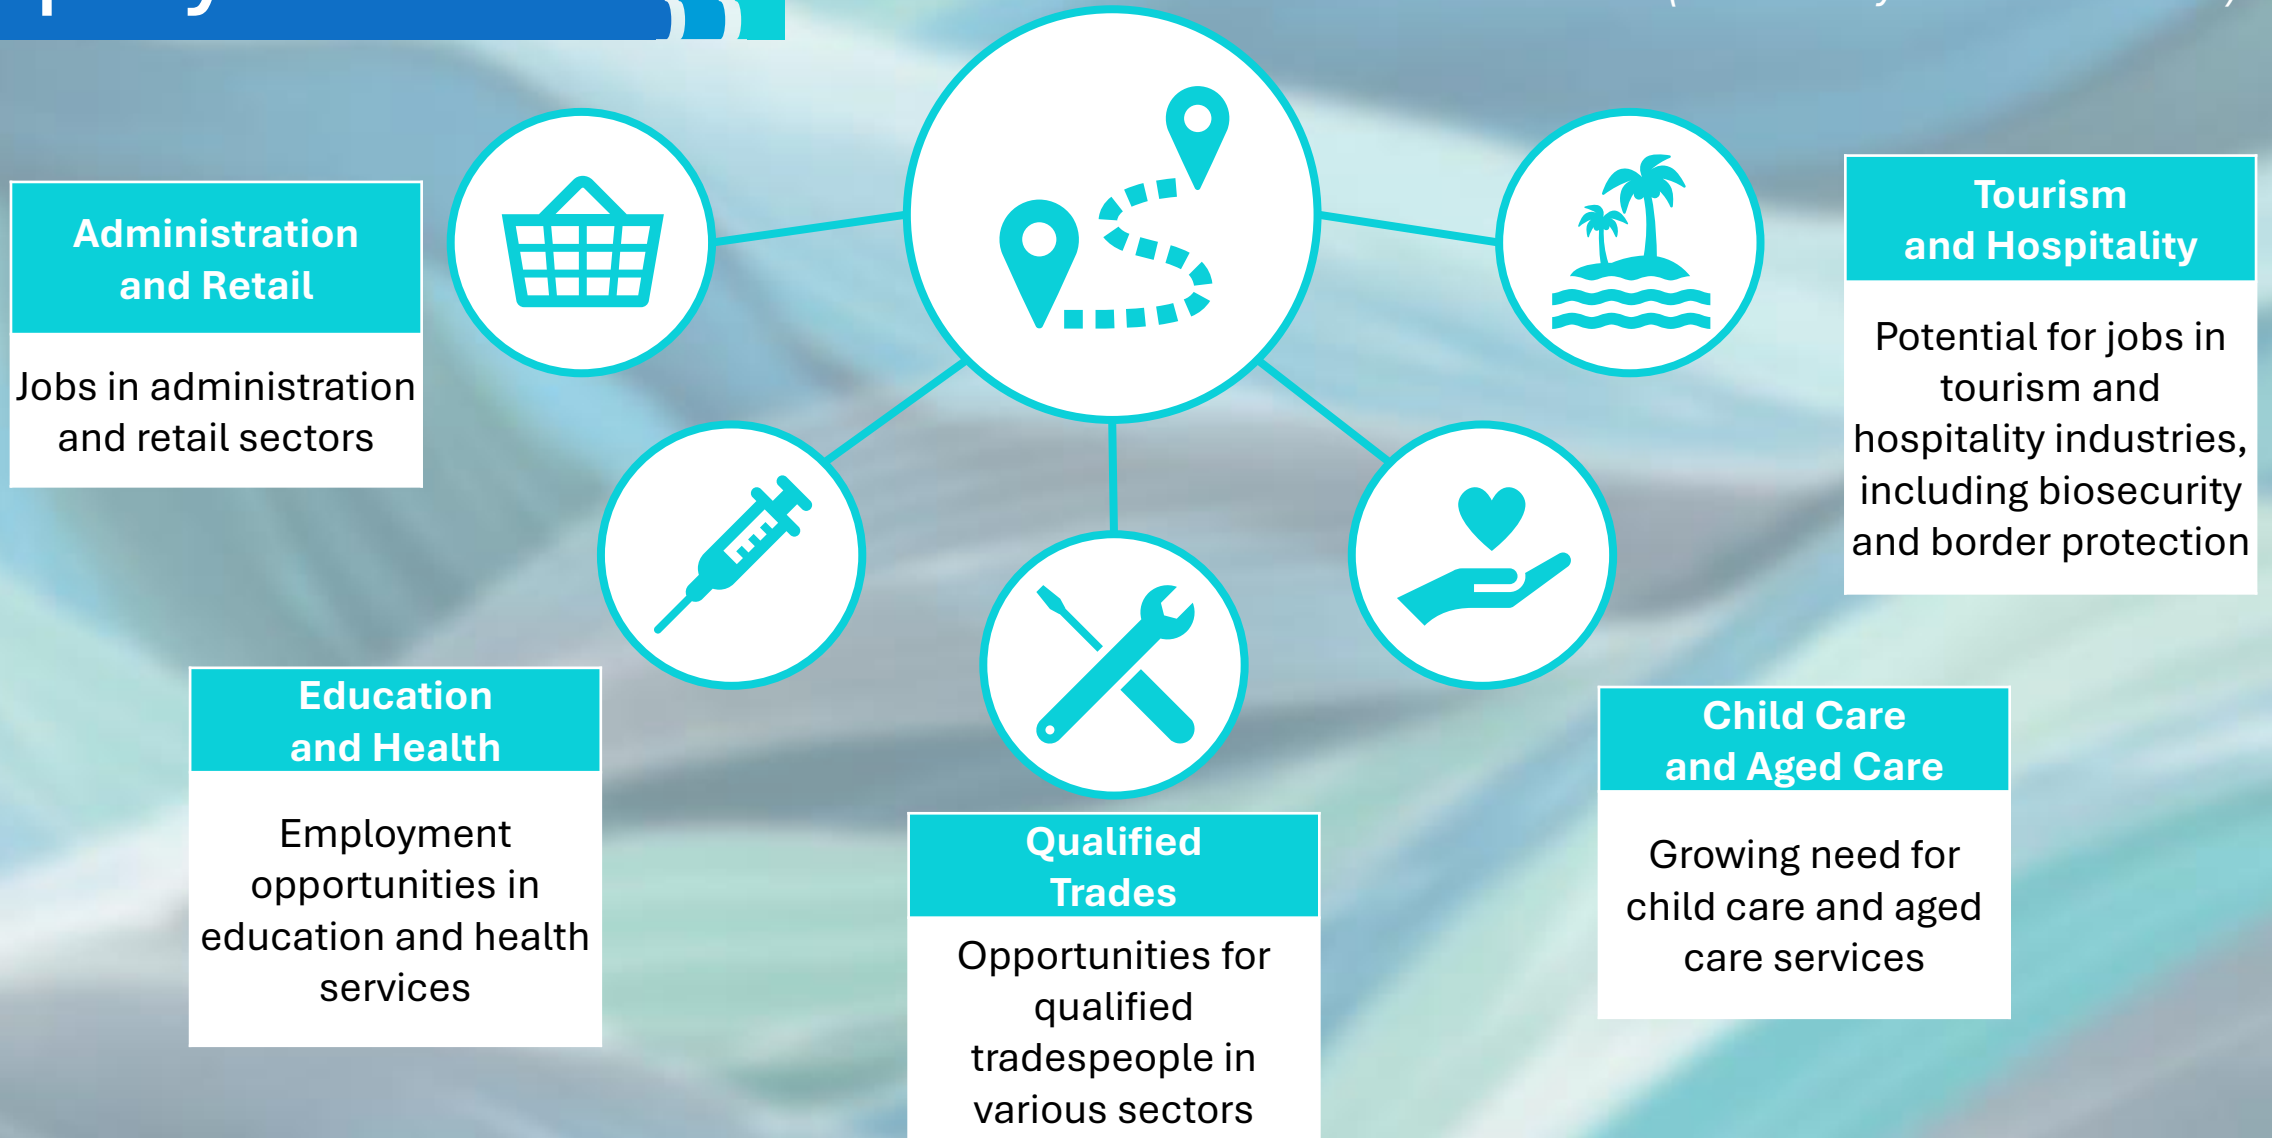 Administration
and Retail
Jobs in administration
and retail sectors
Education
and Health
Employment
opportunities in
education and health
services
Qualified
Trades
Opportunities for
qualified
tradespeople in
various sectors
Child Care
and Aged Care
Growing need for
child care and aged
care services
Tourism
and Hospitality
Potential for jobs in
tourism and
hospitality industries,
including biosecurity
and border protection